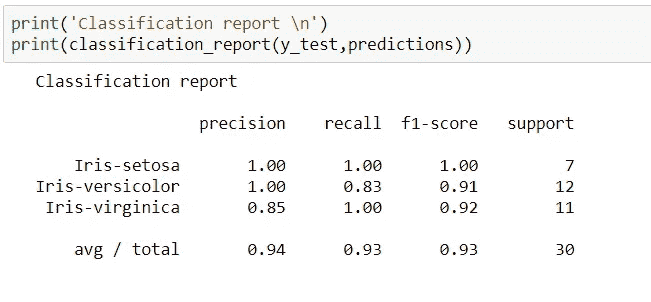 print('Classification report \n')
print(classification_report(y_test,predictions))
Classification report
precision recall f1-score support
Iris-setosa 1.00 1.00 1.00 7
Iris-versicolor 1.00 0.83 0.91 12
Iris-virginica 0.85 1.00 0.92 11
avg / total 0.94 0.93 0.93 30